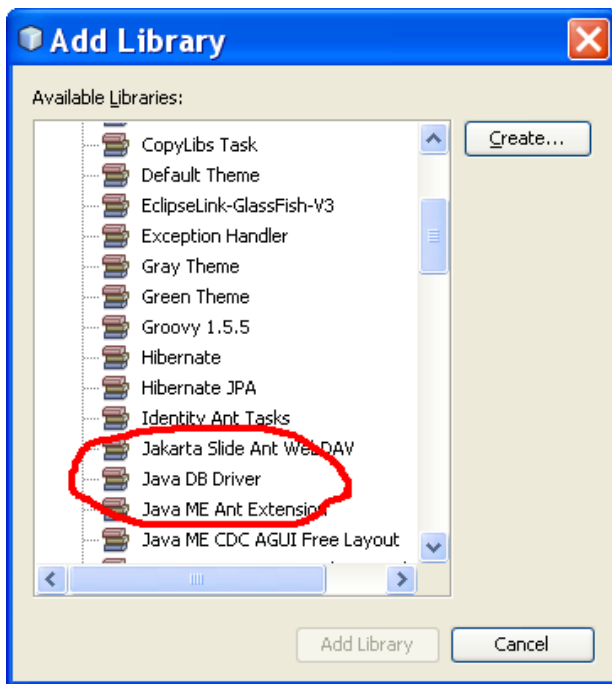 Add Library
Available Libraries:
CopyLibs Task
Create...
Default Theme
EclipseLink-GlassFish-V3
Exception Handler
Gray Theme
Green Theme
Groovy 1.5.5
Hibernate
Hibernate JPA
Identity Ant Tasks
Jakarta Slide Ant WebDAV
Java DB Driver
Java ME Ant Extension
Java ME CDC AGUI Free Layout
Add Library
Cancel